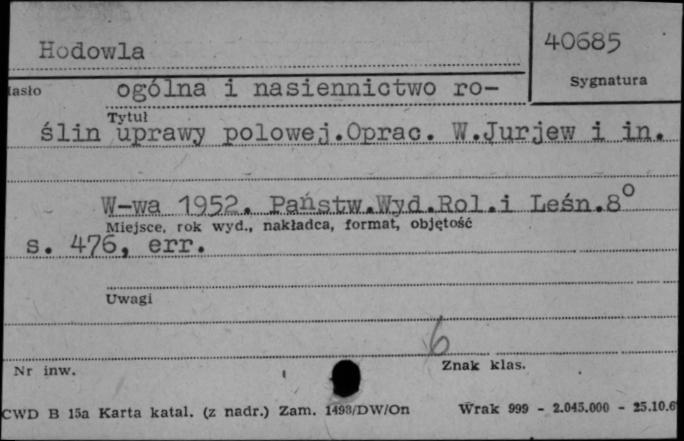 Hodowla
40685
Hasło
Sygnatura
ogólna i nasiennictwo ro-
Tytuł
ślin uprawy polowej.Oprac. W.Jurjew i in.
W-wa 1952. Państw.Wyd.Rol.i Leśn.8°
Miejsce, rok wyd., nakładca, format, objętość
s. 476, err.
Uwagi
6
Nr inw.
Znak klas.
CWD B 15a Karta katal. (z nadr.) Zam. 1493/DW/On Wrak 999 - 2.045.000 - 25.10.6